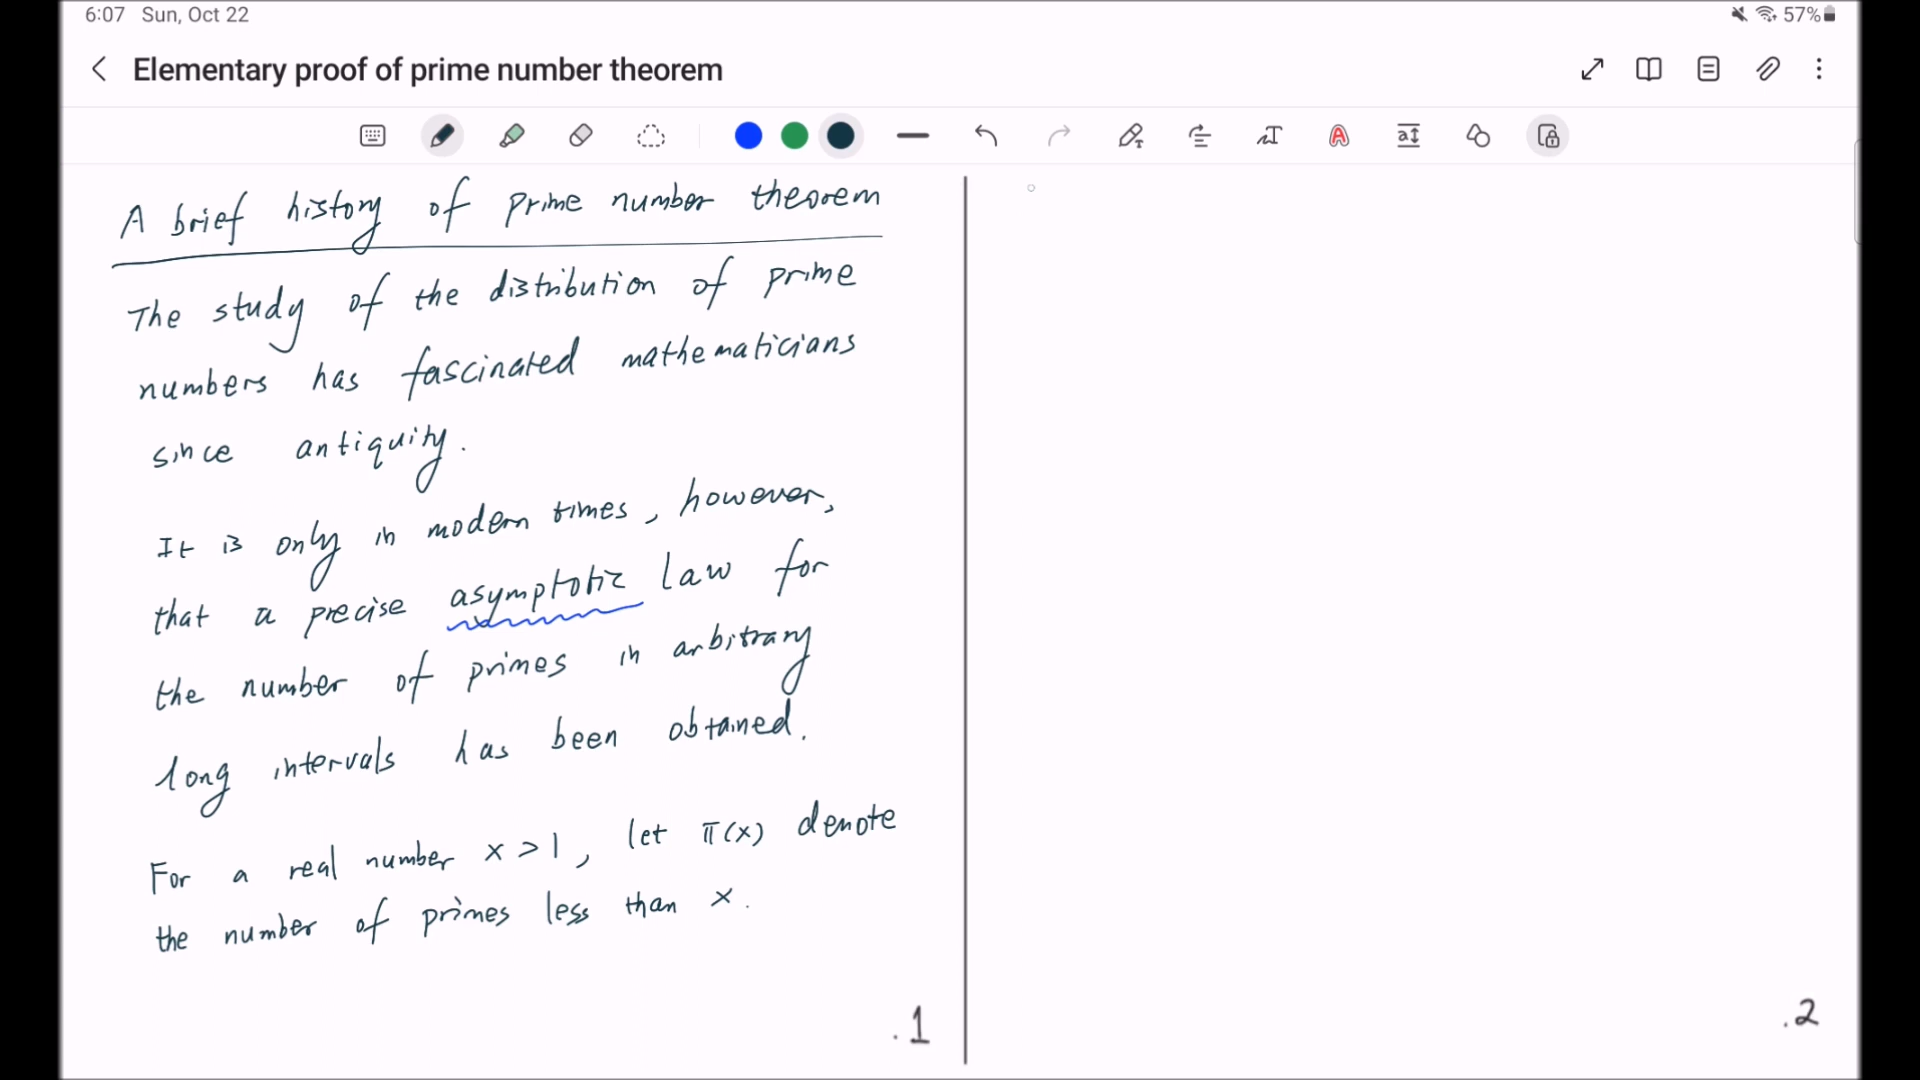 6:07 Sun, Oct 22
57%
Elementary proof of prime number theorem
A brief history of prime number theorem
The study of the distribution of prime
numbers has fascinated mathematicians
since antiquity.
It is only in modern times, however,
that a precise asymptotic law for
the number of primes in arbitrary
long intervals has been obtained.
For a real number x > 1, let π(x) denote
the number of primes less than x.
.1
.2